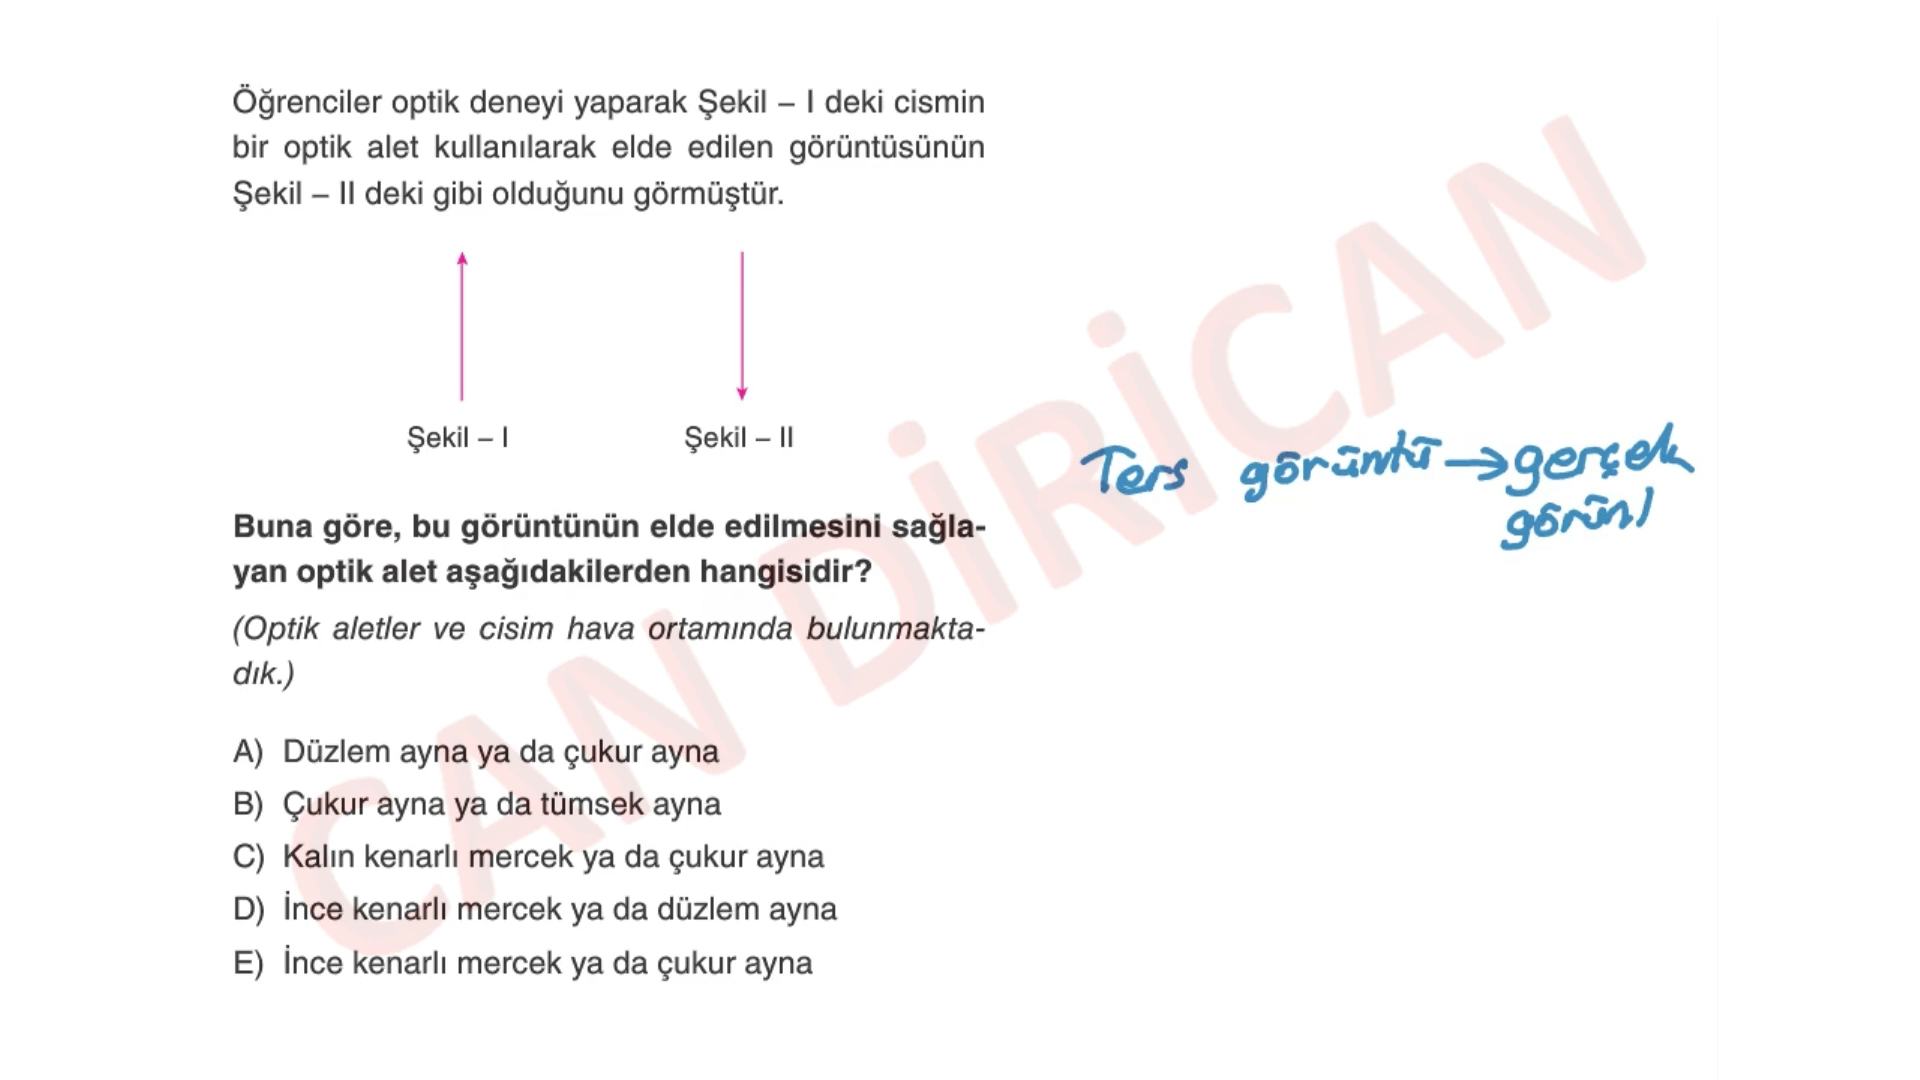 Öğrenciler optik deneyi yaparak Şekil – I deki cismin
bir optik alet kullanılarak elde edilen görüntüsünün
Şekil – II deki gibi olduğunu görmüştür.
Şekil – I
Şekil – II
Ters görüntü → gerçek
görünl
Buna göre, bu görüntünün elde edilmesini sağla-
yan optik alet aşağıdakilerden hangisidir?
(Optik aletler ve cisim hava ortamında bulunmakta-
dık.)
A) Düzlem ayna ya da çukur ayna
B) Çukur ayna ya da tümsek ayna
C) Kalın kenarlı mercek ya da çukur ayna
D) İnce kenarlı mercek ya da düzlem ayna
E) İnce kenarlı mercek ya da çukur ayna
CAN DİRİCAN